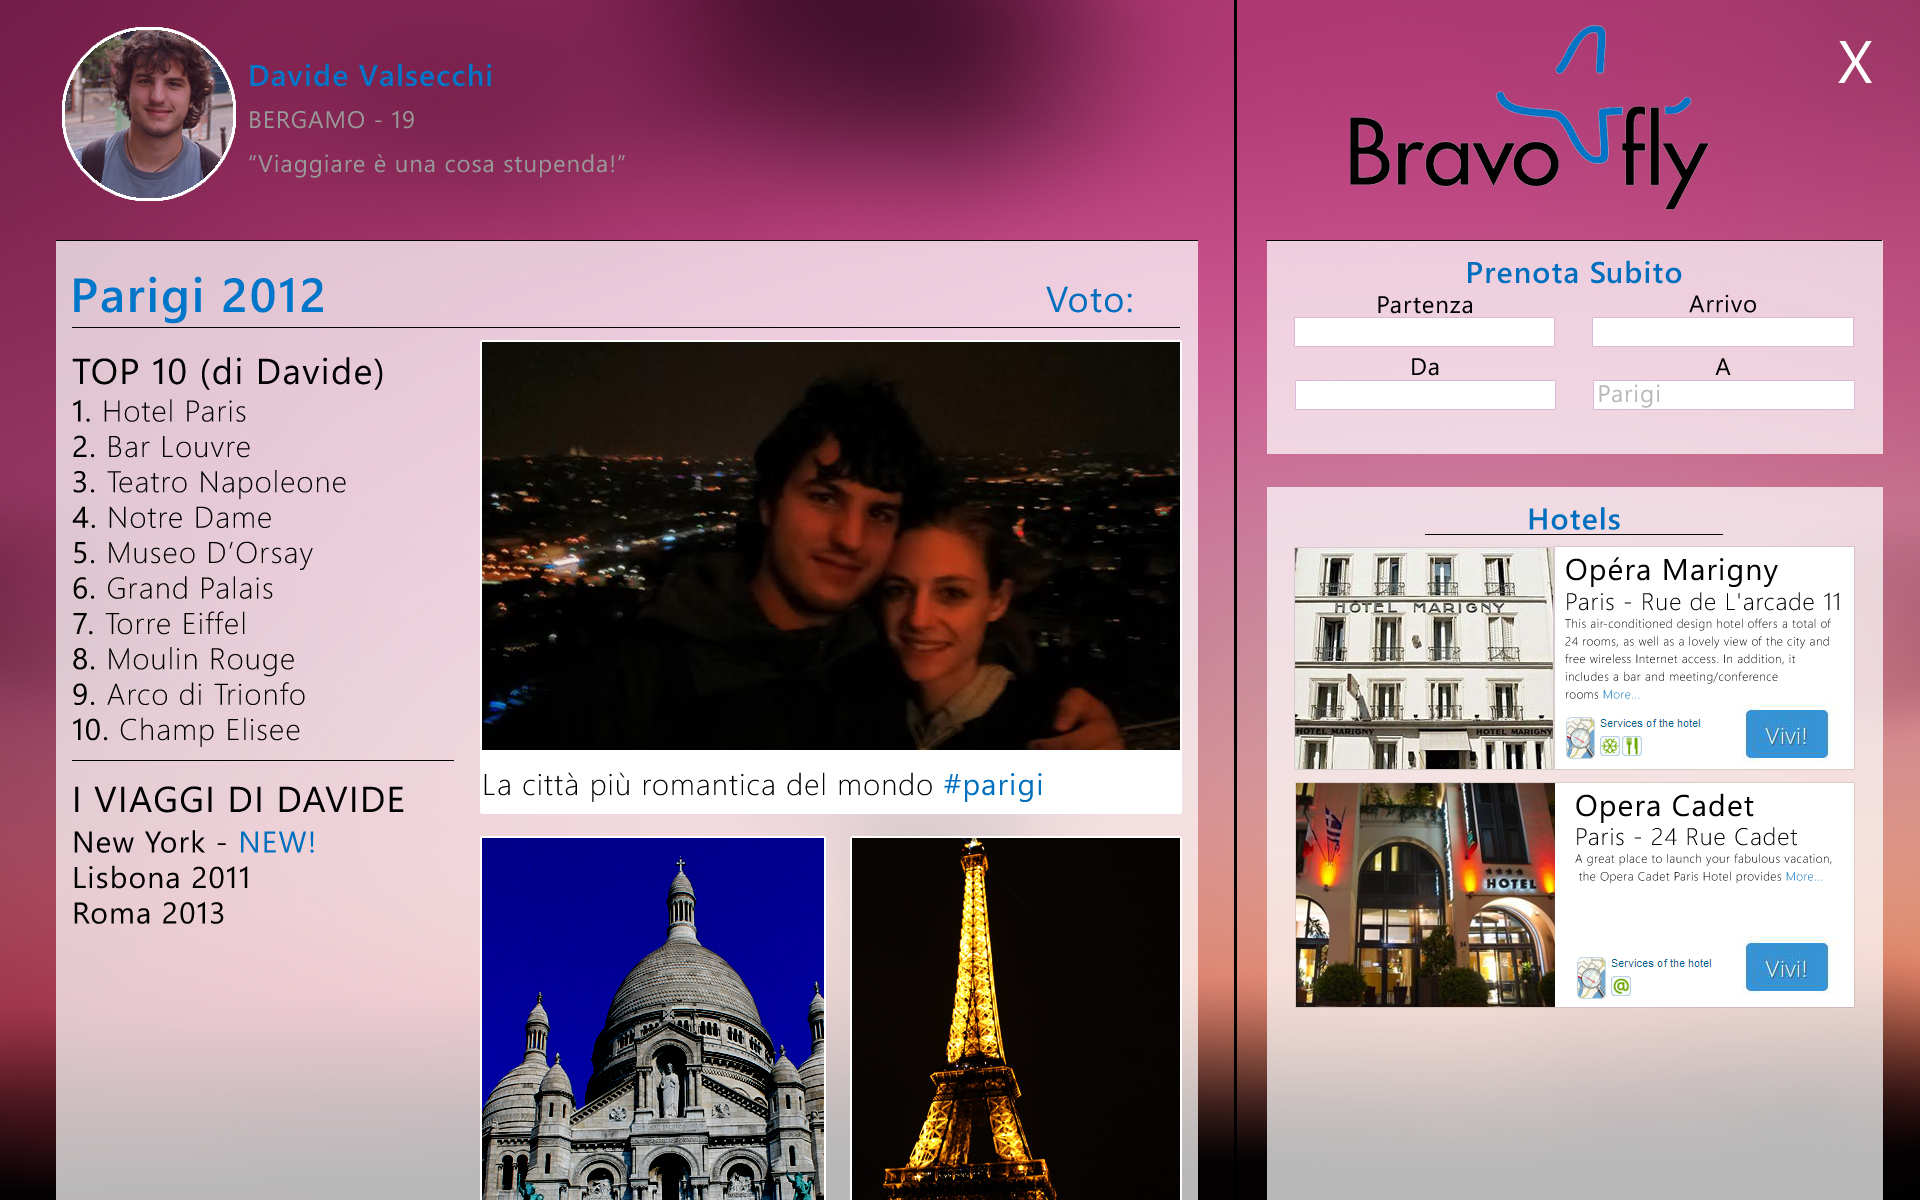 Davide Valsecchi
BERGAMO - 19
“Viaggiare è una cosa stupenda!”
Parigi 2012
Voto:
TOP 10 (di Davide)
1. Hotel Paris
2. Bar Louvre
3. Teatro Napoleone
4. Notre Dame
5. Museo D’Orsay
6. Grand Palais
7. Torre Eiffel
8. Moulin Rouge
9. Arco di Trionfo
10. Champ Elisee
I VIAGGI DI DAVIDE
New York - NEW!
Lisbona 2011
Roma 2013
La città più romantica del mondo #parigi
X
Bravofly
Prenota Subito
Partenza Arrivo
Da A
Parigi
Hotels
HOTEL MARIGNY
HOTEL MARIGNY HOTEL MARIGNY
Opéra Marigny
Paris - Rue de L'arcade 11
This air-conditioned design hotel offers a total of
24 rooms, as well as a lovely view of the city and
free wireless Internet access. In addition, it
includes a bar and meeting/conference
rooms More...
Services of the hotel
Vivi!
HOTEL
24
Opera Cadet
Paris - 24 Rue Cadet
A great place to launch your fabulous vacation,
the Opera Cadet Paris Hotel provides More...
Services of the hotel
@
Vivi!